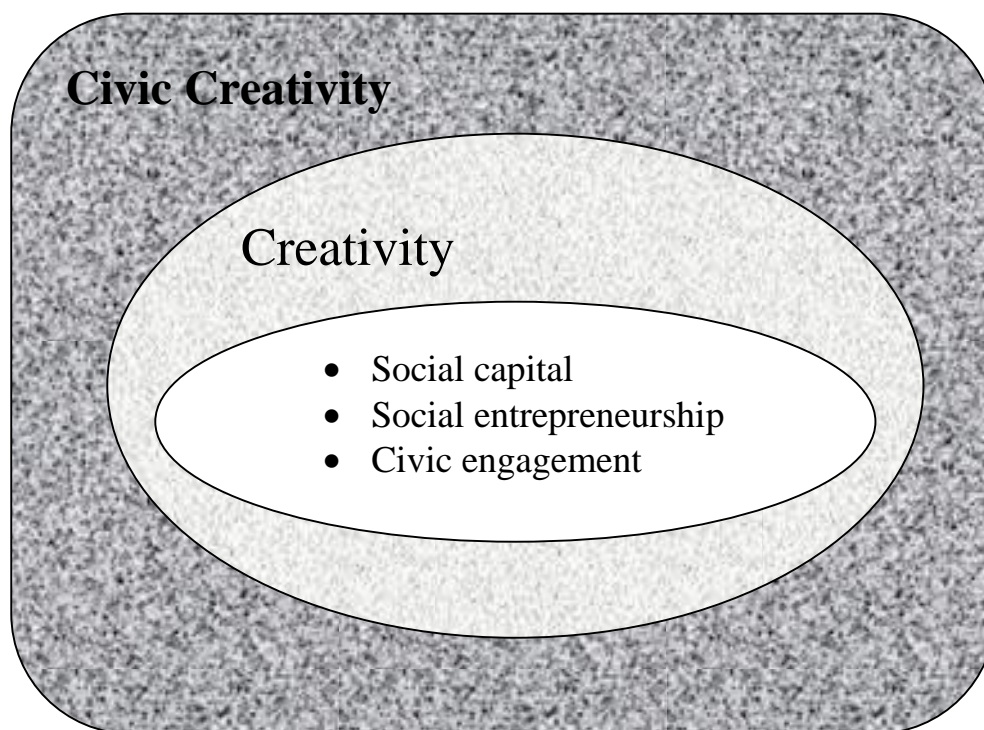 Civic Creativity
Creativity
• Social capital
• Social entrepreneurship
• Civic engagement